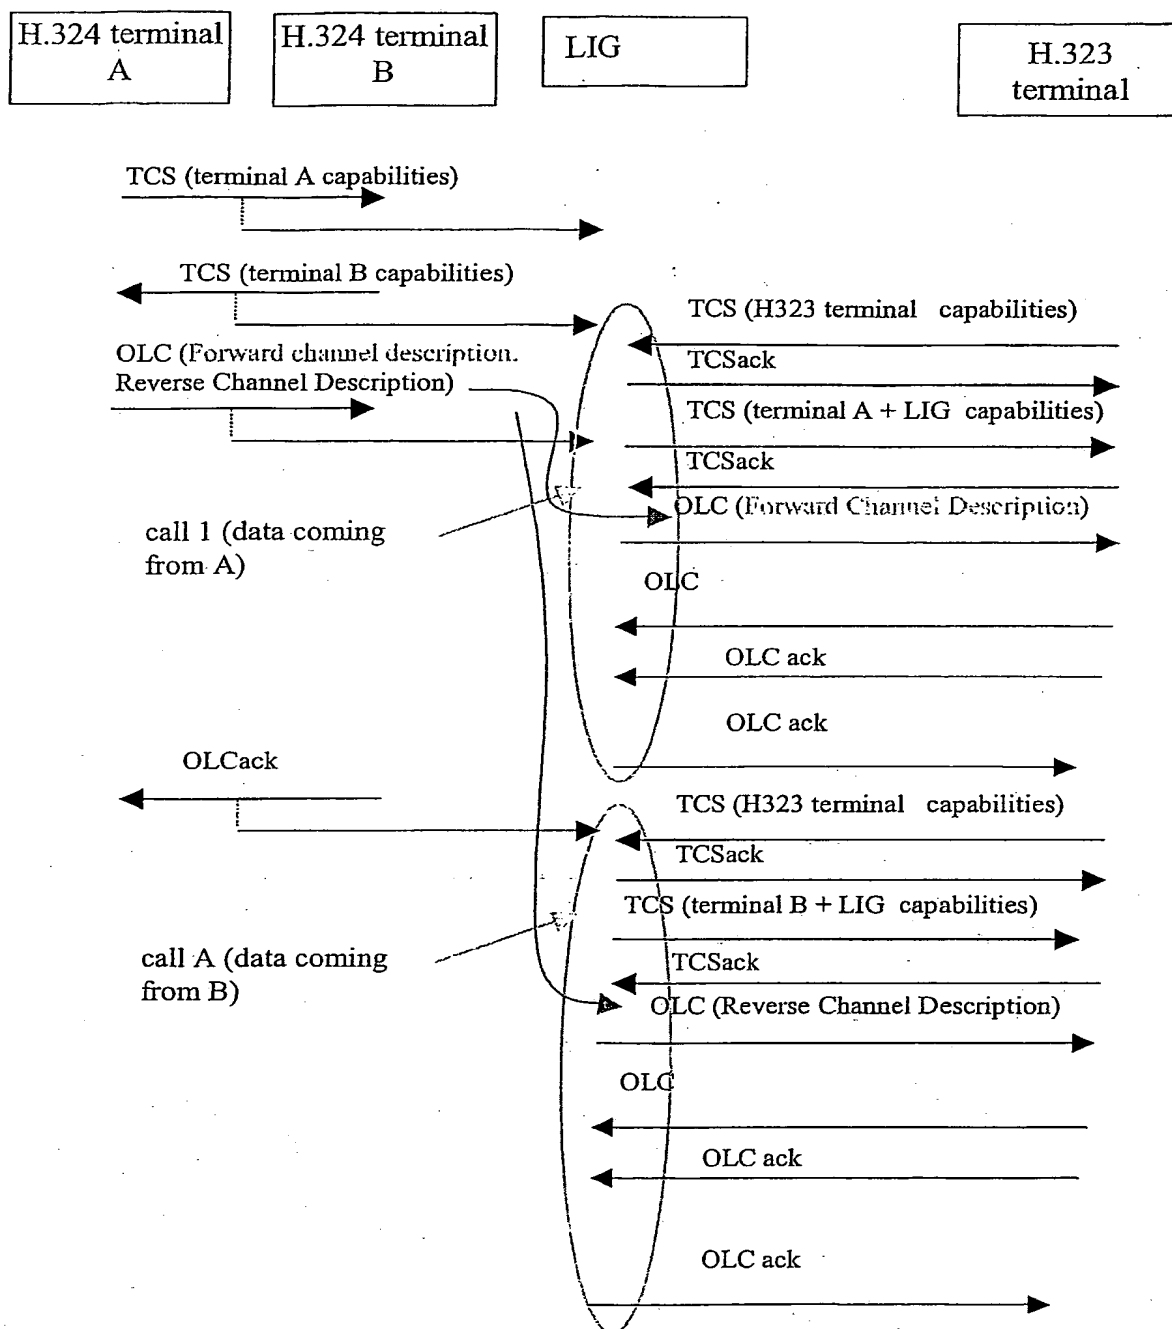 H.324 terminal
A
H.324 terminal
B
LIG
H.323
terminal
TCS (terminal A capabilities)
TCS (terminal B capabilities)
TCS (H323 terminal capabilities)
OLC (Forward channel description.
Reverse Channel Description)
TCSack
TCS (terminal A + LIG capabilities)
TCSack
OLC (Forward Channel Description)
call 1 (data coming
from A)
OLC
OLC ack
OLC ack
OLCack
TCS (H323 terminal capabilities)
TCSack
TCS (terminal B + LIG capabilities)
call A (data coming
from B)
TCSack
OLC (Reverse Channel Description)
OLC
OLC ack
OLC ack